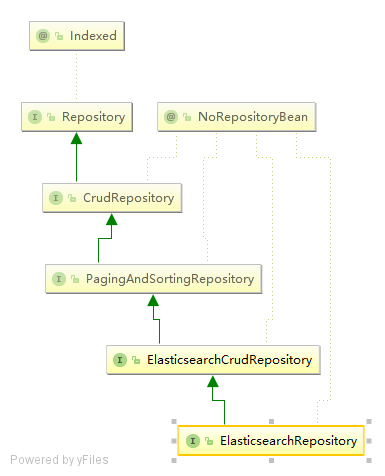 @ Indexed
I Repository
@ NoRepositoryBean
I CrudRepository
I PagingAndSortingRepository
I ElasticsearchCrudRepository
I ElasticsearchRepository
Powered by yFiles